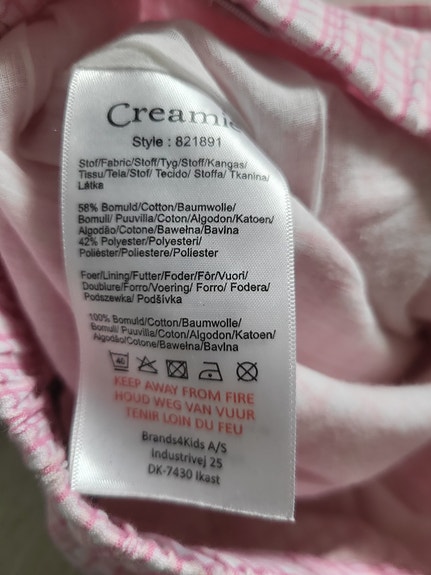 Creamie
Style : 821891
Stof/Fabric/Stoff/Tyg/Stoff/Kangas/
Tissu/Tela/Stof/ Tecido/ Stoffa/ Tkanina/
Látka
58% Bomuld/Cotton/Baumwolle/
Bomull/ Puuvilla/Coton/Algodon/Katoen/
Algodão/Cotone/Bawełna/Bavlna
42% Polyester/Polyesteri/
Poliéster/Poliestere/Poliester
Foer/Lining/Futter/Foder/Fôr/Vuori/
Doublure/Forro/Voering/ Forro/ Fodera/
Podszewka/ Podšívka
100% Bomuld/Cotton/Baumwolle/
Bomull/ Puuvilla/Coton/Algodon/Katoen/
Algodão/Cotone/Bawełna/Bavlna
40
KEEP AWAY FROM FIRE
HOUD WEG VAN VUUR
TENIR LOIN DU FEU
Brands4Kids A/S
Industrivej 25
DK-7430 Ikast